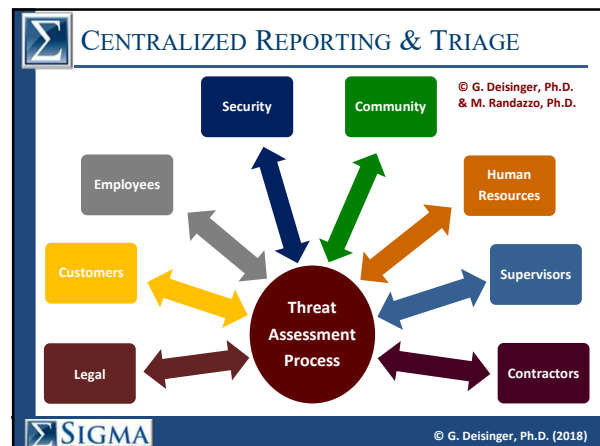 Σ
CENTRALIZED REPORTING & TRIAGE
© G. Deisinger, Ph.D.
& M. Randazzo, Ph.D.
Security
Community
Employees
Human
Resources
Customers
Supervisors
Threat
Assessment
Process
Legal
Contractors
Σ SIGMA
© G. Deisinger, Ph.D. (2018)